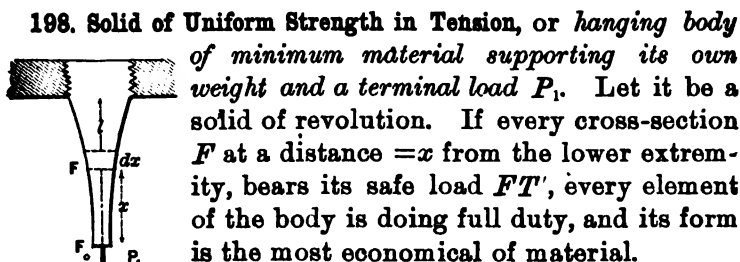 198. Solid of Uniform Strength in Tension, or hanging body
of minimum material supporting its own
weight and a terminal load P₁. Let it be a
solid of revolution. If every cross-section
F at a distance =x from the lower extrem-
ity, bears its safe load FT', every element
of the body is doing full duty, and its form
is the most economical of material.
l
F
dx
x
F₀
P₁